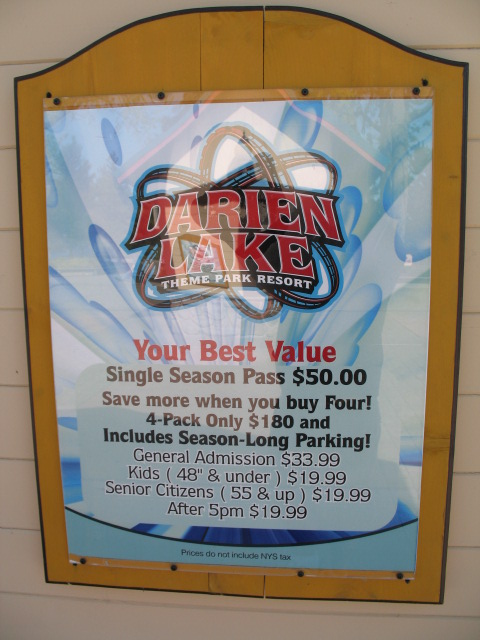 DARIEN
LAKE
THEME PARK RESORT
Your Best Value
Single Season Pass $50.00
Save more when you buy Four!
4-Pack Only $180 and
Includes Season-Long Parking!
General Admission $33.99
Kids ( 48" & under ) $19.99
Senior Citizens ( 55 & up ) $19.99
After 5pm $19.99
Prices do not include NYS tax